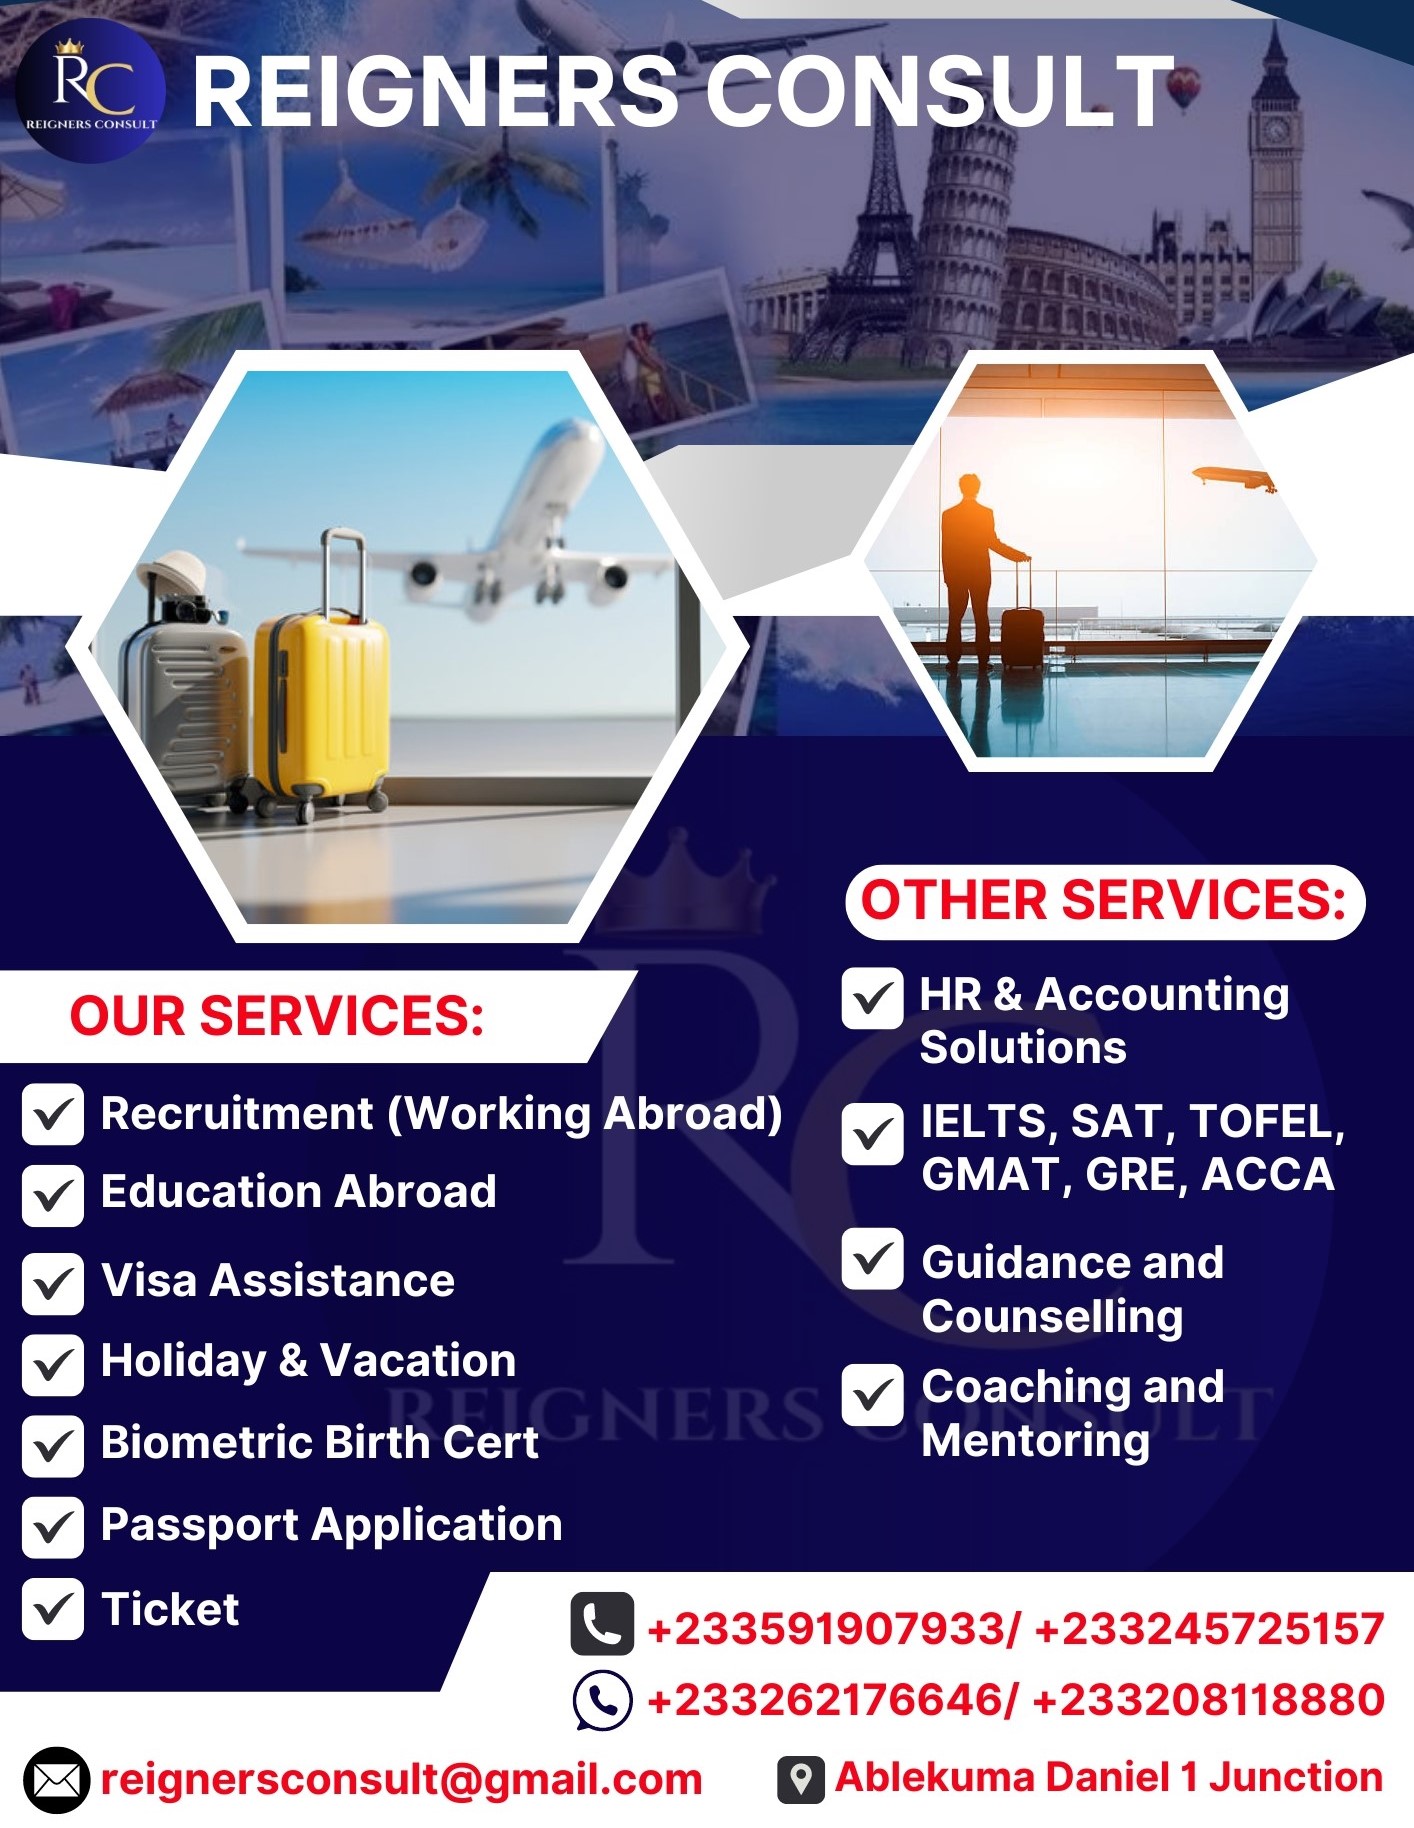 RC
REIGNERS CONSULT
REIGNERS CONSULT
OUR SERVICES:
Recruitment (Working Abroad)
Education Abroad
Visa Assistance
Holiday & Vacation
Biometric Birth Cert
Passport Application
Ticket
OTHER SERVICES:
HR & Accounting
Solutions
IELTS, SAT, TOFEL,
GMAT, GRE, ACCA
Guidance and
Counselling
Coaching and
Mentoring
RC
REIGNERS CONSULT
+233591907933/ +233245725157
+233262176646/ +233208118880
reignersconsult@gmail.com
Ablekuma Daniel 1 Junction